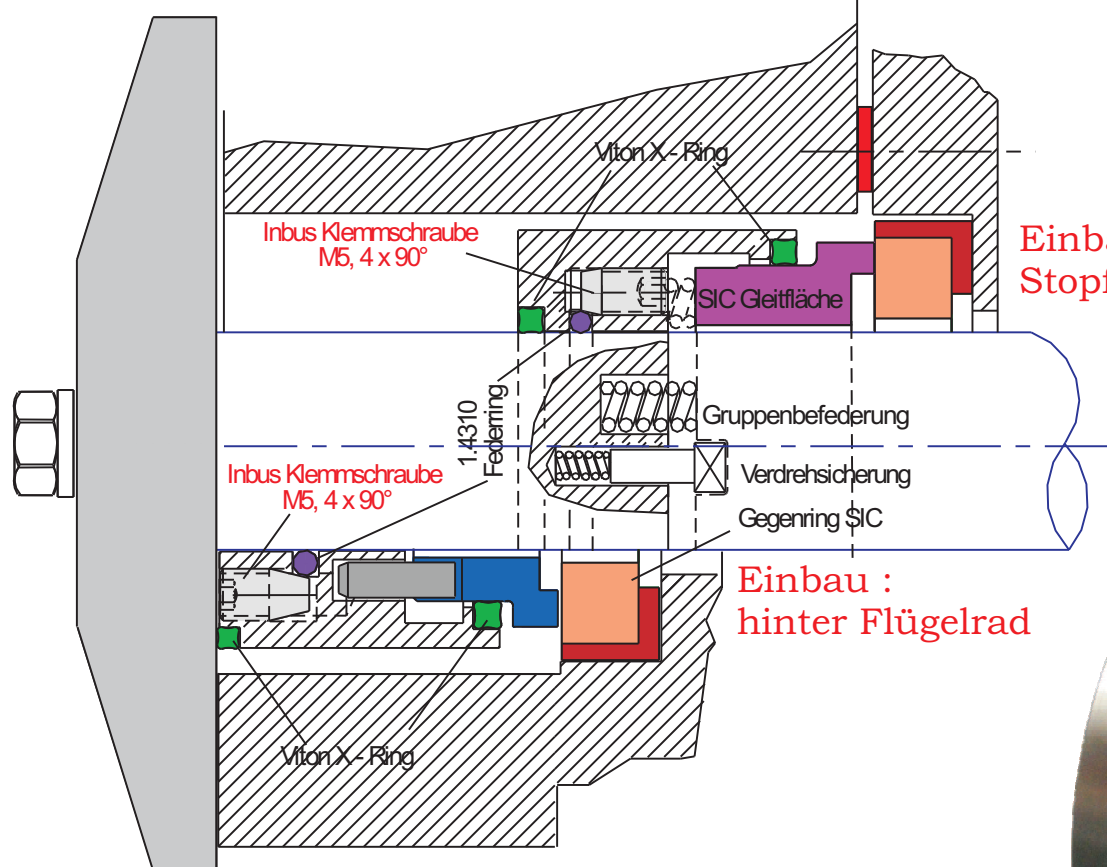 Viton X - Ring
Inbus Klemmschraube
M5, 4 x 90°
SIC Gleitfläche
1.4310
Federring
Gruppenbefederung
Verdrehsicherung
Gegenring SIC
Inbus Klemmschraube
M5, 4 x 90°
Einbau :
hinter Flügelrad
Viton X - Ring